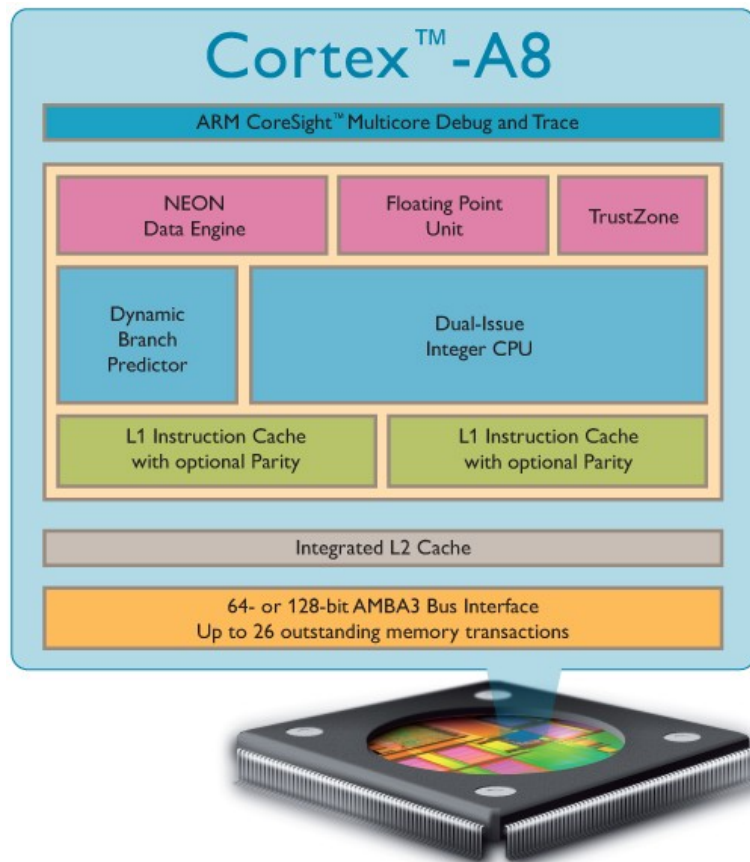 Cortex™-A8
ARM CoreSight™ Multicore Debug and Trace
NEON
Data Engine
Floating Point
Unit
TrustZone
Dynamic
Branch
Predictor
Dual-Issue
Integer CPU
L1 Instruction Cache
with optional Parity
L1 Instruction Cache
with optional Parity
Integrated L2 Cache
64- or 128-bit AMBA3 Bus Interface
Up to 26 outstanding memory transactions